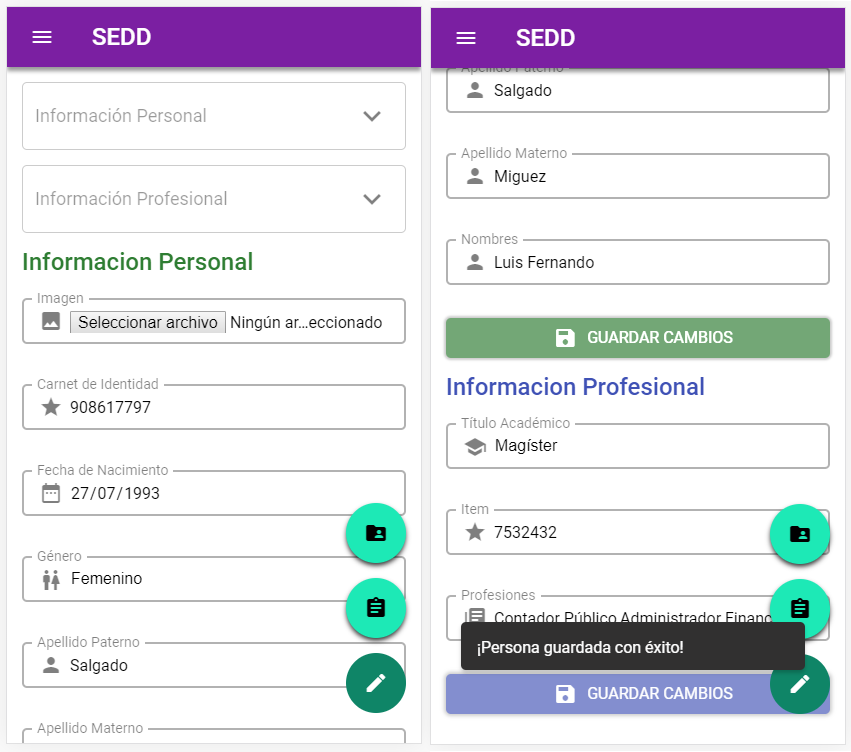 SEDD
Información Personal
Información Profesional
Informacion Personal
Imagen
Seleccionar archivo Ningún ar...eccionado
Carnet de Identidad
908617797
Fecha de Nacimiento
27/07/1993
Género
Femenino
Apellido Paterno
Salgado
Apellido Materno
SEDD
Apellido Paterno
Salgado
Apellido Materno
Miguez
Nombres
Luis Fernando
GUARDAR CAMBIOS
Informacion Profesional
Título Académico
Magíster
Item
7532432
Profesiones
Contador Público Administrador Financ
¡Persona guardada con éxito!
GUARDAR CAMBIOS